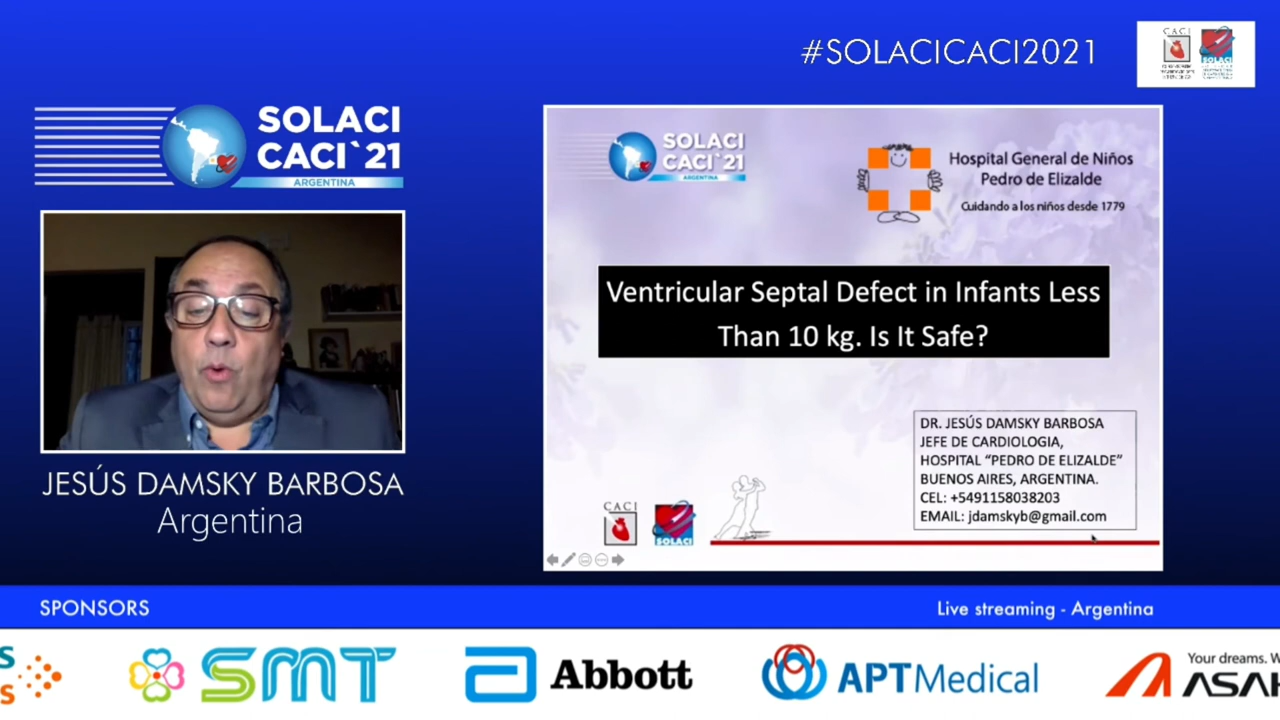 #SOLACICACI2021
CACI
SOLACI
SOLACI
CACI`21
ARGENTINA
JESÚS DAMSKY BARBOSA
Argentina
SOLACI
CACI`21
ARGENTINA
Hospital General de Niños
Pedro de Elizalde
Cuidando a los niños desde 1779
Ventricular Septal Defect in Infants Less
Than 10 kg. Is It Safe?
DR. JESÚS DAMSKY BARBOSA
JEFE DE CARDIOLOGIA,
HOSPITAL “PEDRO DE ELIZALDE”
BUENOS AIRES, ARGENTINA.
CEL: +5491158038203
EMAIL: jdamskyb@gmail.com
CACI
SOLACI
SPONSORS
Live streaming - Argentina
S
S
SMT
Abbott
APTMedical
Your dreams. W
ASAH